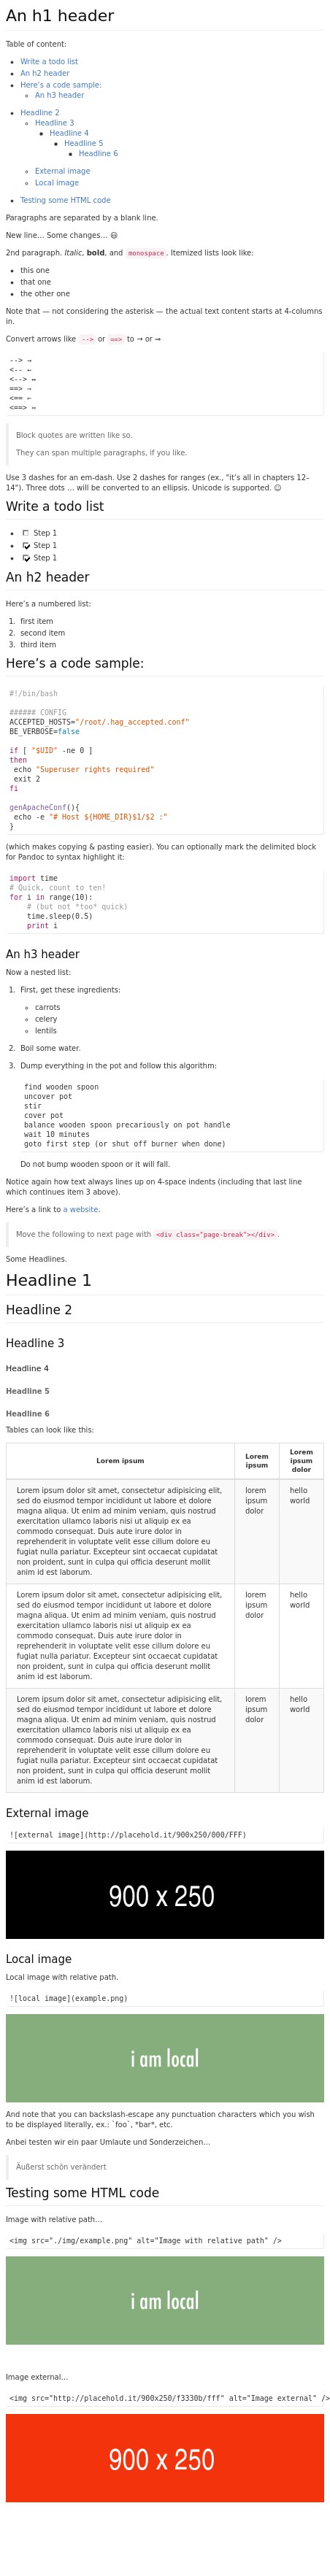 An h1 header
Table of content:
• Write a todo list
• An h2 header
• Here's a code sample:
◦ An h3 header
• Headline 2
◦ Headline 3
▪ Headline 4
▪ Headline 5
▪ Headline 6
◦ External image
◦ Local image
• Testing some HTML code
Paragraphs are separated by a blank line.
New line… Some changes… 😄
2nd paragraph. Italic, bold, and monospace. Itemized lists look like:
• this one
• that one
• the other one
Note that — not considering the asterisk — the actual text content starts at 4-columns
in.
Convert arrows like --> or ==> to → or ⇒
--> →
<-- ←
<--> ↔
==> ⇒
<== ⇐
<==> ⇔
Block quotes are written like so.
They can span multiple paragraphs, if you like.
Use 3 dashes for an em-dash. Use 2 dashes for ranges (ex., "it's all in chapters 12–
14"). Three dots … will be converted to an ellipsis. Unicode is supported. ☺
Write a todo list
• ☐ Step 1
• ☑ Step 1
• ☑ Step 1
An h2 header
Here's a numbered list:
1. first item
2. second item
3. third item
Here's a code sample:
#!/bin/bash
###### CONFIG
ACCEPTED_HOSTS="/root/.hag_accepted.conf"
BE_VERBOSE=false
if [ "$UID" -ne 0 ]
then
echo "Superuser rights required"
exit 2
fi
genApacheConf(){
echo -e "# Host ${HOME_DIR}$1/$2 :"
}
(which makes copying & pasting easier). You can optionally mark the delimited block
for Pandoc to syntax highlight it:
import time
# Quick, count to ten!
for i in range(10):
# (but not *too* quick)
time.sleep(0.5)
print i
An h3 header
Now a nested list:
1. First, get these ingredients:
◦ carrots
◦ celery
◦ lentils
2. Boil some water.
3. Dump everything in the pot and follow this algorithm:
find wooden spoon
uncover pot
stir
cover pot
balance wooden spoon precariously on pot handle
wait 10 minutes
goto first step (or shut off burner when done)
Do not bump wooden spoon or it will fall.
Notice again how text always lines up on 4-space indents (including that last line
which continues item 3 above).
Here's a link to a website.
Move the following to next page with <div class="page-break"></div>.
Some Headlines.
Headline 1
Headline 2
Headline 3
Headline 4
Headline 5
Headline 6
Tables can look like this:
Lorem ipsum
Lorem
ipsum
Lorem
ipsum
dolor
Lorem ipsum dolor sit amet, consectetur adipisicing elit,
sed do eiusmod tempor incididunt ut labore et dolore
magna aliqua. Ut enim ad minim veniam, quis nostrud
exercitation ullamco laboris nisi ut aliquip ex ea
commodo consequat. Duis aute irure dolor in
reprehenderit in voluptate velit esse cillum dolore eu
fugiat nulla pariatur. Excepteur sint occaecat cupidatat
non proident, sunt in culpa qui officia deserunt mollit
anim id est laborum.
lorem
ipsum
dolor
hello
world
Lorem ipsum dolor sit amet, consectetur adipisicing elit,
sed do eiusmod tempor incididunt ut labore et dolore
magna aliqua. Ut enim ad minim veniam, quis nostrud
exercitation ullamco laboris nisi ut aliquip ex ea
commodo consequat. Duis aute irure dolor in
reprehenderit in voluptate velit esse cillum dolore eu
fugiat nulla pariatur. Excepteur sint occaecat cupidatat
non proident, sunt in culpa qui officia deserunt mollit
anim id est laborum.
lorem
ipsum
dolor
hello
world
Lorem ipsum dolor sit amet, consectetur adipisicing elit,
sed do eiusmod tempor incididunt ut labore et dolore
magna aliqua. Ut enim ad minim veniam, quis nostrud
exercitation ullamco laboris nisi ut aliquip ex ea
commodo consequat. Duis aute irure dolor in
reprehenderit in voluptate velit esse cillum dolore eu
fugiat nulla pariatur. Excepteur sint occaecat cupidatat
non proident, sunt in culpa qui officia deserunt mollit
anim id est laborum.
lorem
ipsum
dolor
hello
world
External image
![external image](http://placehold.it/900x250/000/FFF)
900 x 250
Local image
Local image with relative path.
![local image](example.png)
i am local
And note that you can backslash-escape any punctuation characters which you wish
to be displayed literally, ex.: `foo`, *bar*, etc.
Anbei testen wir ein paar Umlaute und Sonderzeichen…
Äußerst schön verändert
Testing some HTML code
Image with relative path…
<img src="./img/example.png" alt="Image with relative path" />
i am local
Image external…
<img src="http://placehold.it/900x250/f3330b/fff" alt="Image external" />
900 x 250